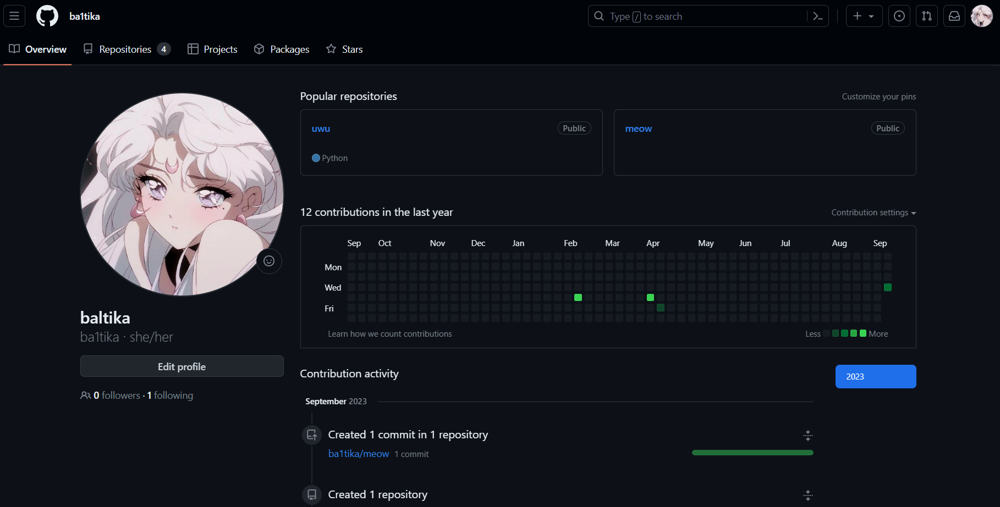 ba1tika
Type / to search
Overview
Repositories 4
Projects
Packages
Stars
Popular repositories
Customize your pins
uwu
Public
Python
meow
Public
12 contributions in the last year
Contribution settings
Sep Oct Nov Dec Jan Feb Mar Apr May Jun Jul Aug Sep
Mon
Wed
Fri
Learn how we count contributions
Less
More
baltika
ba1tika · she/her
Edit profile
0 followers · 1 following
Contribution activity
2023
September 2023
Created 1 commit in 1 repository
ba1tika/meow 1 commit
Created 1 repository